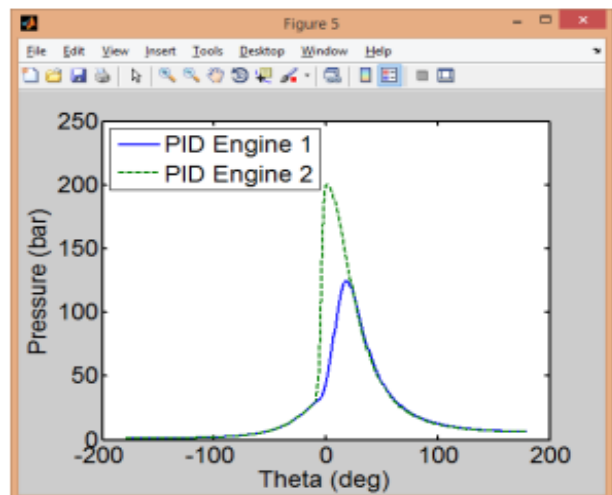 Figure 5
File Edit View Insert Tools Desktop Window Help
250
200
150
100
50
0
PID Engine 1
PID Engine 2
Pressure (bar)
-200 -100 0 100 200
Theta (deg)